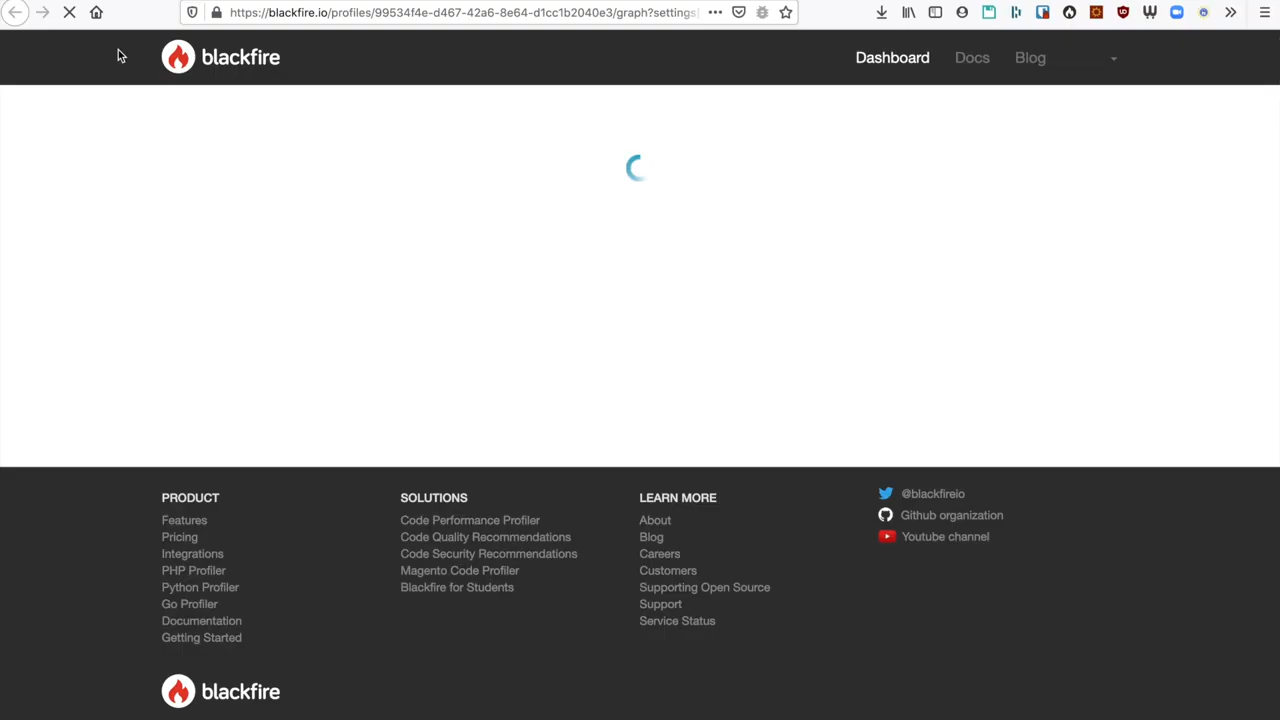 https://blackfire.io/profiles/99534f4e-d467-42a6-8e64-d1cc1b2040e3/graph?settings
blackfire
Dashboard
Docs
Blog
PRODUCT
Features
Pricing
Integrations
PHP Profiler
Python Profiler
Go Profiler
Documentation
Getting Started
SOLUTIONS
Code Performance Profiler
Code Quality Recommendations
Code Security Recommendations
Magento Code Profiler
Blackfire for Students
LEARN MORE
About
Blog
Careers
Customers
Supporting Open Source
Support
Service Status
@blackfireio
Github organization
Youtube channel
blackfire